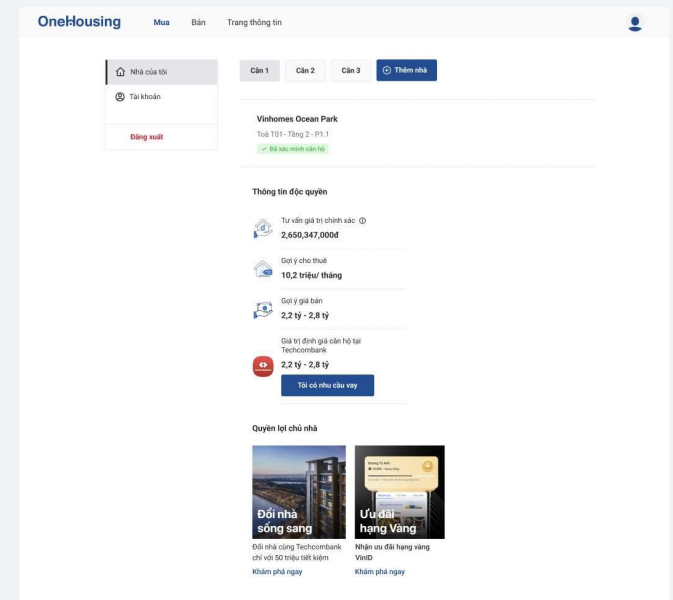 OneHousing
Mua
Bán
Trang thông tin
Nhà của tôi
Tài khoản
Đăng xuất
Căn 1
Căn 2
Căn 3
Thêm nhà
Vinhomes Ocean Park
Toà T01 - Tầng 2 - P1.1
Đã xác minh căn hộ
Thông tin độc quyền
Tư vấn giá trị chính xác
2,650,347,000đ
Gợi ý cho thuê
10,2 triệu/ tháng
Gợi ý giá bán
2,2 tỷ - 2,8 tỷ
Giá trị định giá căn hộ tại
Techcombank
2,2 tỷ - 2,8 tỷ
Tôi có nhu cầu vay
Quyền lợi chủ nhà
Đổi nhà
sống sang
Đổi nhà cùng Techcombank
chỉ với 50 triệu tiết kiệm
Khám phá ngay
Ưu đãi
hạng Vàng
Nhận ưu đãi hạng vàng
VinID
Khám phá ngay